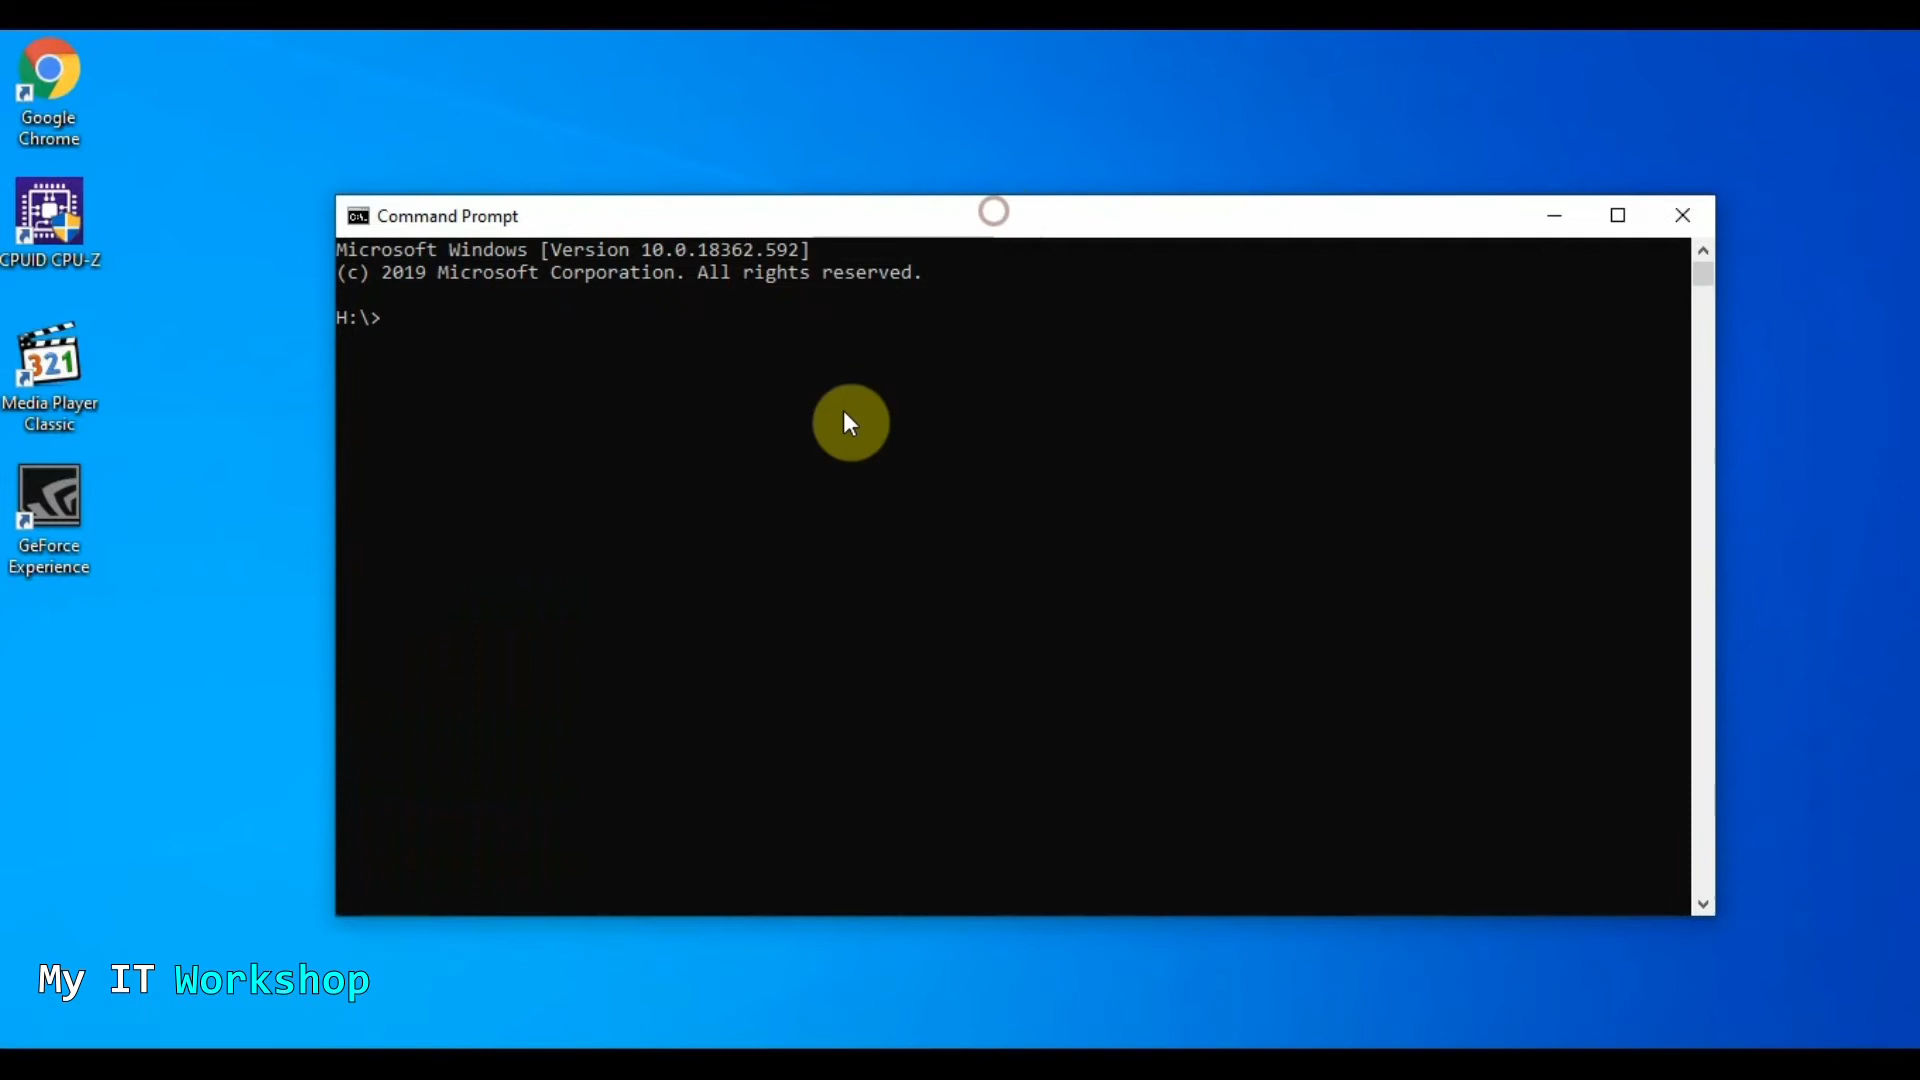 Google
Chrome
CPUID CPU-Z
321
Media Player
Classic
GeForce
Experience
Command Prompt
Microsoft Windows [Version 10.0.18362.592]
(c) 2019 Microsoft Corporation. All rights reserved.
H:\>
My IT Workshop